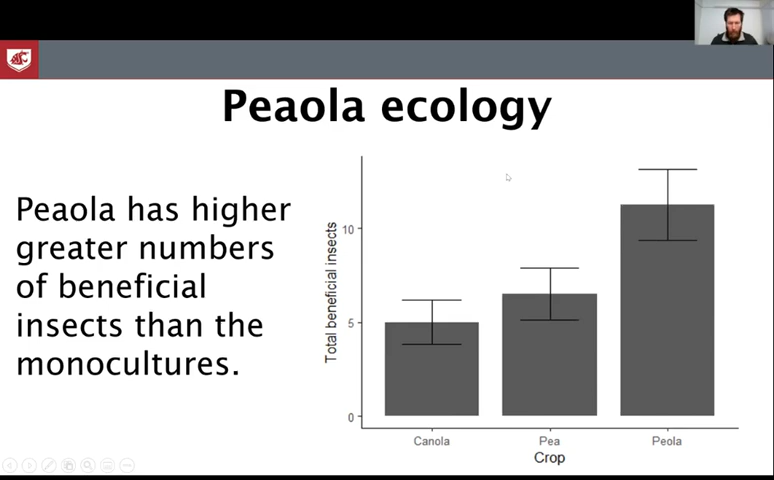 Peaola ecology
Peaola has higher
greater numbers
of beneficial
insects than the
monocultures.
Total beneficial insects
10
5
0
Canola
Pea
Peola
Crop